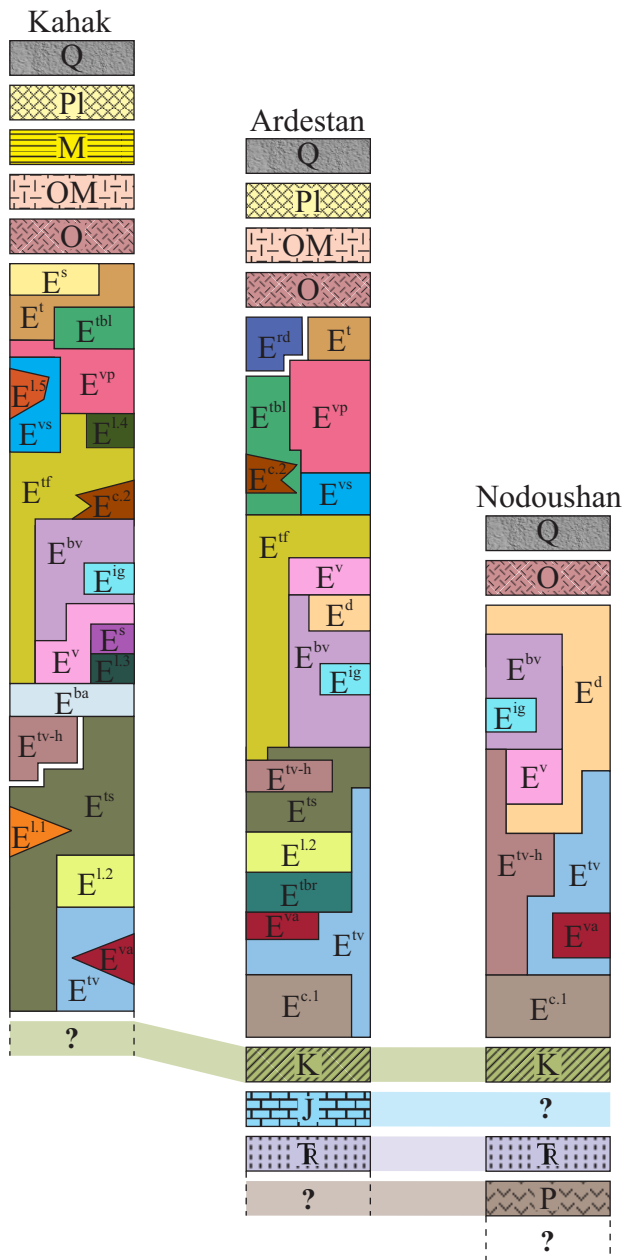 Kahak
Q
Pl
M
OM
O
E^s
E^t
E^tbl
E^vp
E^l.5
E^vs
E^l.4
E^tf
E^c.2
E^bv
E^ig
E^s
E^v
E^l.3
E^ba
E^tv-h
E^ts
E^l.1
E^l.2
E^va
E^tv
?
Ardestan
Q
Pl
OM
O
E^rd
E^t
E^tbl
E^vp
E^c.2
E^vs
E^tf
E^v
E^d
E^bv
E^ig
E^tv-h
E^ts
E^l.2
E^tbr
E^va
E^tv
E^c.1
K
J
TR
?
Nodoushan
Q
O
E^bv
E^d
E^ig
E^v
E^tv-h
E^tv
E^va
E^c.1
K
?
TR
P
?